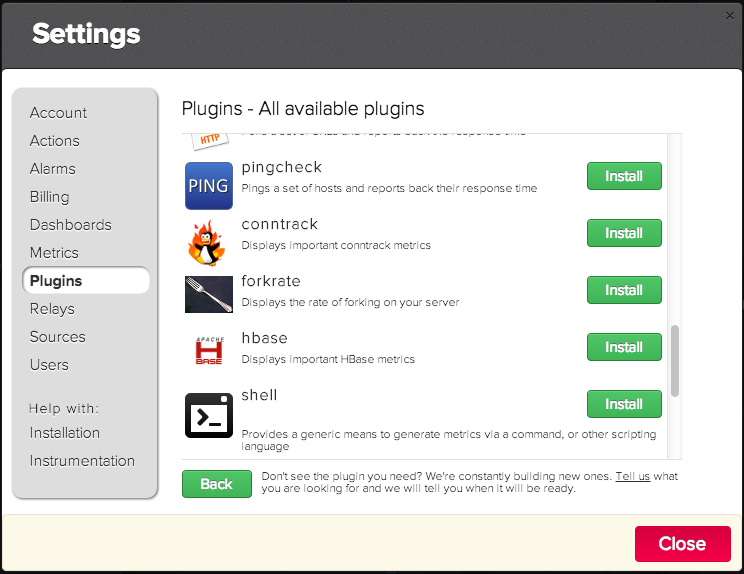 Settings
×
Account
Actions
Alarms
Billing
Dashboards
Metrics
Plugins
Relays
Sources
Users
Help with:
Installation
Instrumentation
Plugins - All available plugins
HTTP
PING
pingcheck
Pings a set of hosts and reports back their response time
Install
conntrack
Displays important conntrack metrics
Install
forkrate
Displays the rate of forking on your server
Install
APACHE
H
BASE
hbase
Displays important HBase metrics
Install
>_
shell
Install
Provides a generic means to generate metrics via a command, or other scripting
language
Back
Don't see the plugin you need? We're constantly building new ones. Tell us what
you are looking for and we will tell you when it will be ready.
Close